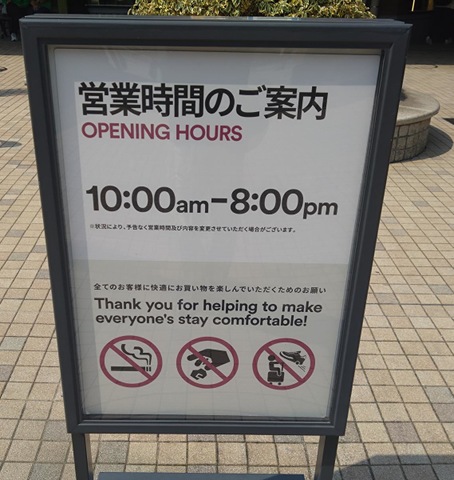 営業時間のご案内
OPENING HOURS
10:00am-8:00pm
※状況により、予告なく営業時間及び内容を変更させていただく場合がございます。
全てのお客様に快適にお買い物を楽しんでいただくためのお願い
Thank you for helping to make
everyone's stay comfortable!